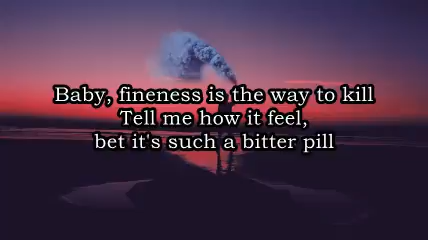 Baby, fineness is the way to kill
Tell me how it feel,
bet it's such a bitter pill